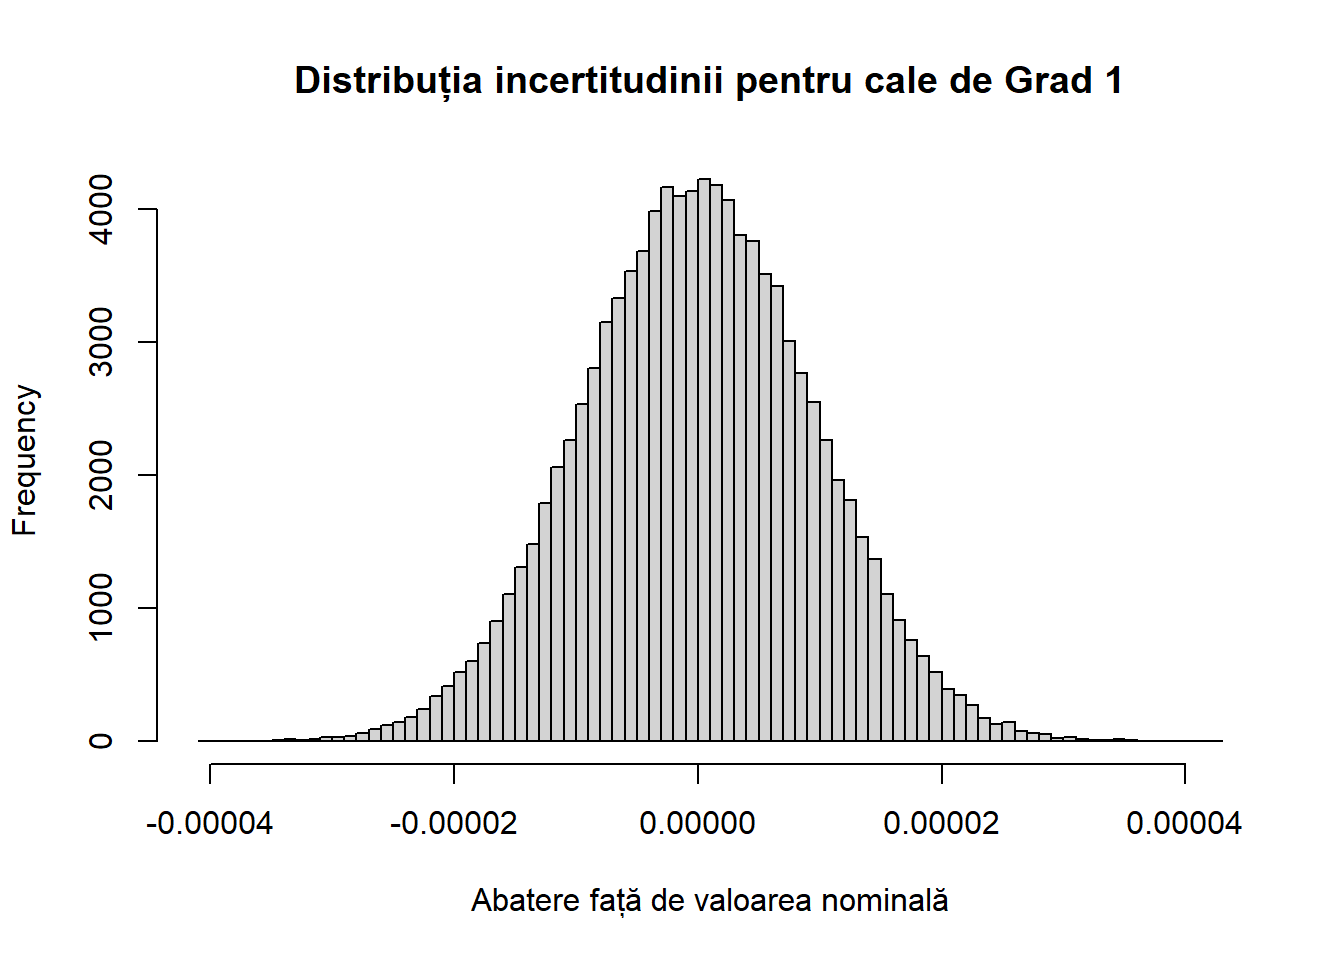 Distribuția incertitudinii pentru cale de Grad 1
Frequency
4000
3000
2000
1000
0
-0.00004 -0.00002 0.00000 0.00002 0.00004
Abatere față de valoarea nominală